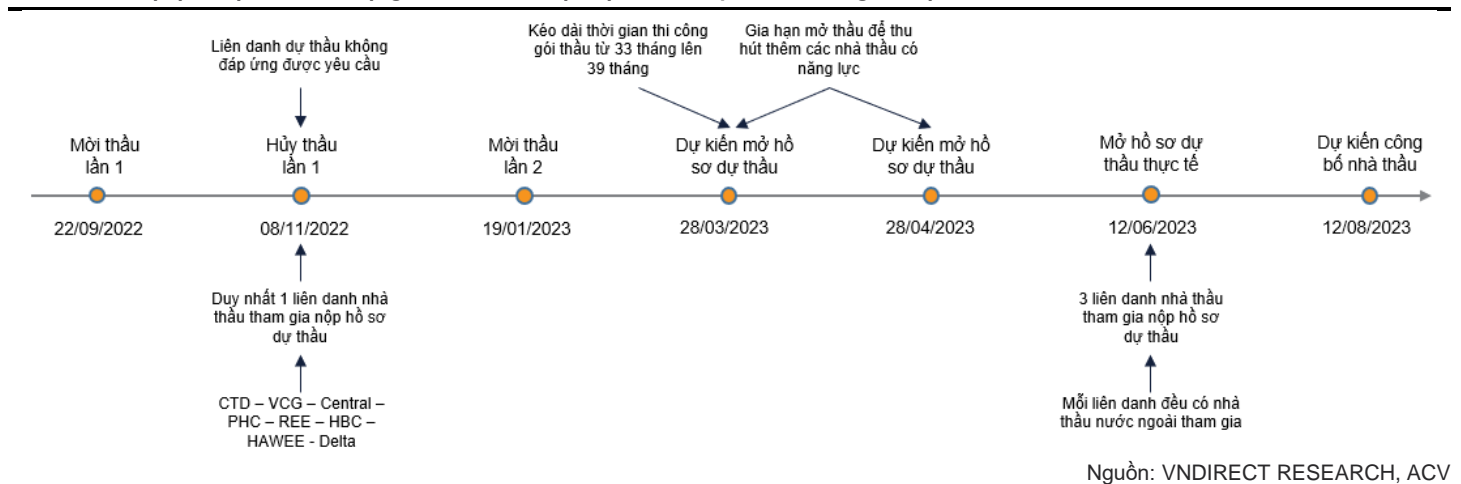 Liên danh dự thầu không
đáp ứng được yêu cầu
Kéo dài thời gian thi công
gói thầu từ 33 tháng lên
39 tháng
Gia hạn mở thầu để thu
hút thêm các nhà thầu có
năng lực
Mời thầu
lần 1
Hủy thầu
lần 1
Mời thầu
lần 2
Dự kiến mở hồ
sơ dự thầu
Dự kiến mở hồ
sơ dự thầu
Mở hồ sơ dự
thầu thực tế
Dự kiến công
bố nhà thầu
22/09/2022
08/11/2022
19/01/2023
28/03/2023
28/04/2023
12/06/2023
12/08/2023
Duy nhất 1 liên danh nhà
thầu tham gia nộp hồ sơ
dự thầu
3 liên danh nhà thầu
tham gia nộp hồ sơ
dự thầu
CTD – VCG – Central –
PHC – REE – HBC –
HAWEE - Delta
Mỗi liên danh đều có nhà
thầu nước ngoài tham gia
Nguồn: VNDIRECT RESEARCH, ACV